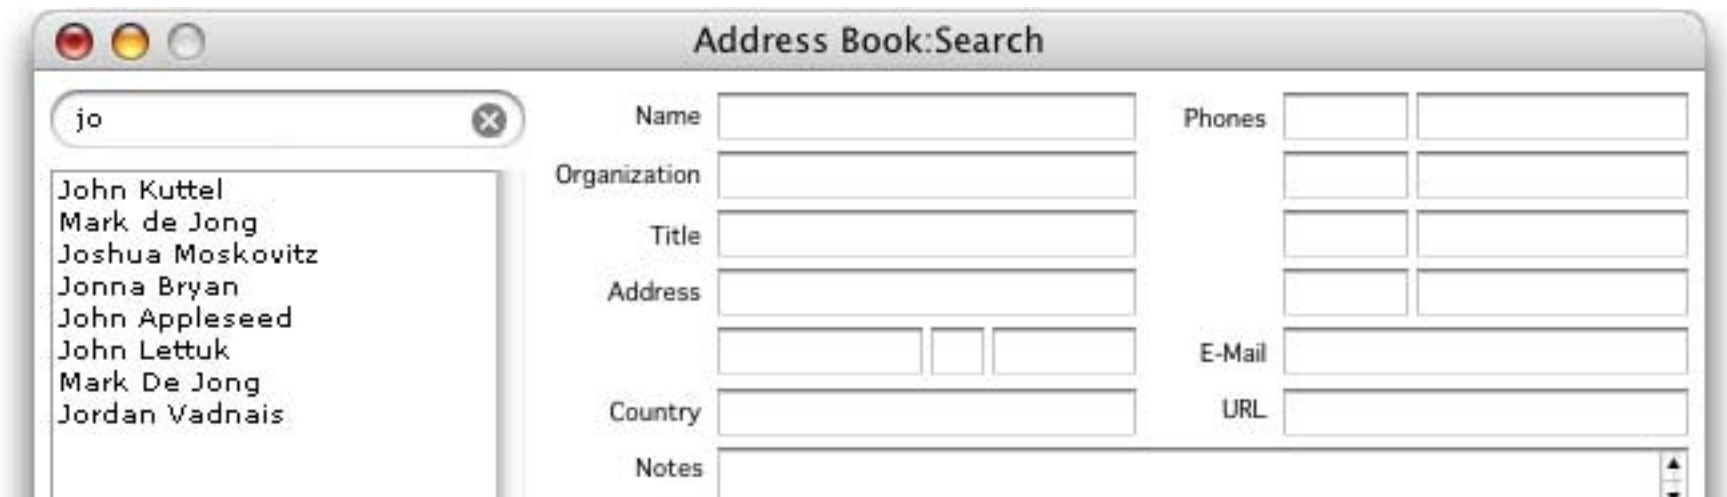 Address Book:Search
jo
John Kuttel
Mark de Jong
Joshua Moskovitz
Jonna Bryan
John Appleseed
John Lettuk
Mark De Jong
Jordan Vadnais
Name
Organization
Title
Address
Country
Notes
Phones
E-Mail
URL